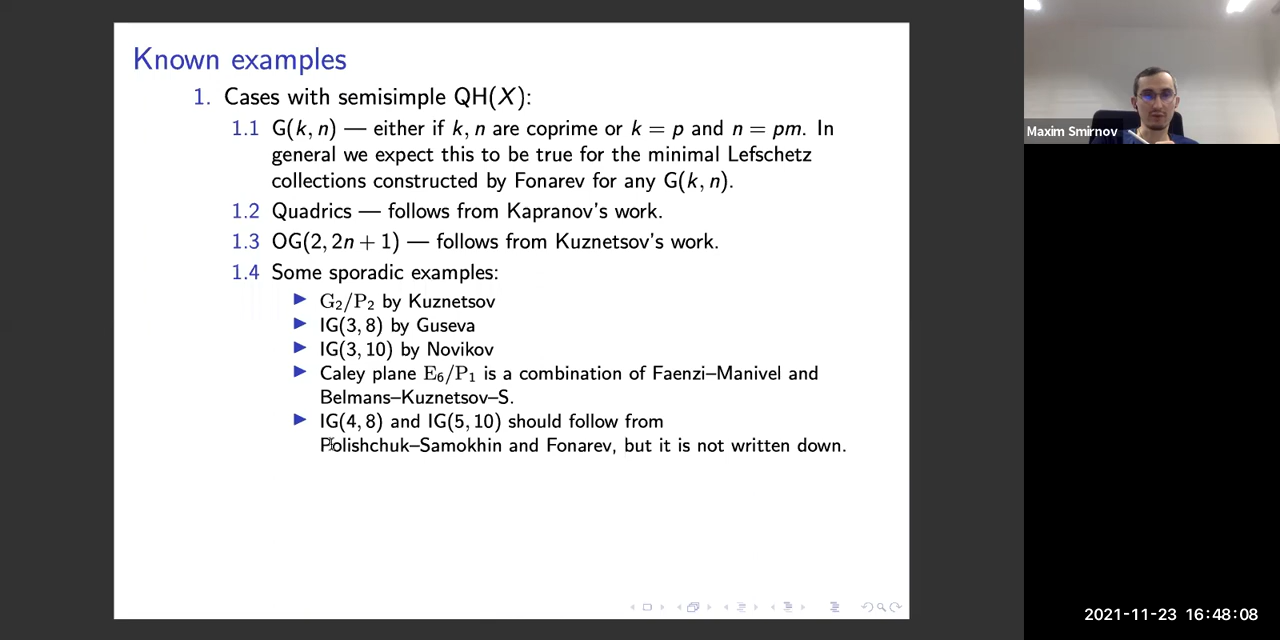 Known examples
1. Cases with semisimple QH(X):
1.1 G(k, n) — either if k, n are coprime or k = p and n = pm. In
general we expect this to be true for the minimal Lefschetz
collections constructed by Fonarev for any G(k, n).
1.2 Quadrics — follows from Kapranov's work.
1.3 OG(2, 2n + 1) — follows from Kuznetsov's work.
1.4 Some sporadic examples:
▶ G₂/P₂ by Kuznetsov
▶ IG(3, 8) by Guseva
▶ IG(3, 10) by Novikov
▶ Caley plane E₆/P₁ is a combination of Faenzi–Manivel and
Belmans–Kuznetsov–S.
▶ IG(4, 8) and IG(5, 10) should follow from
Polishchuk–Samokhin and Fonarev, but it is not written down.
Maxim Smirnov
2021-11-23 16:48:08